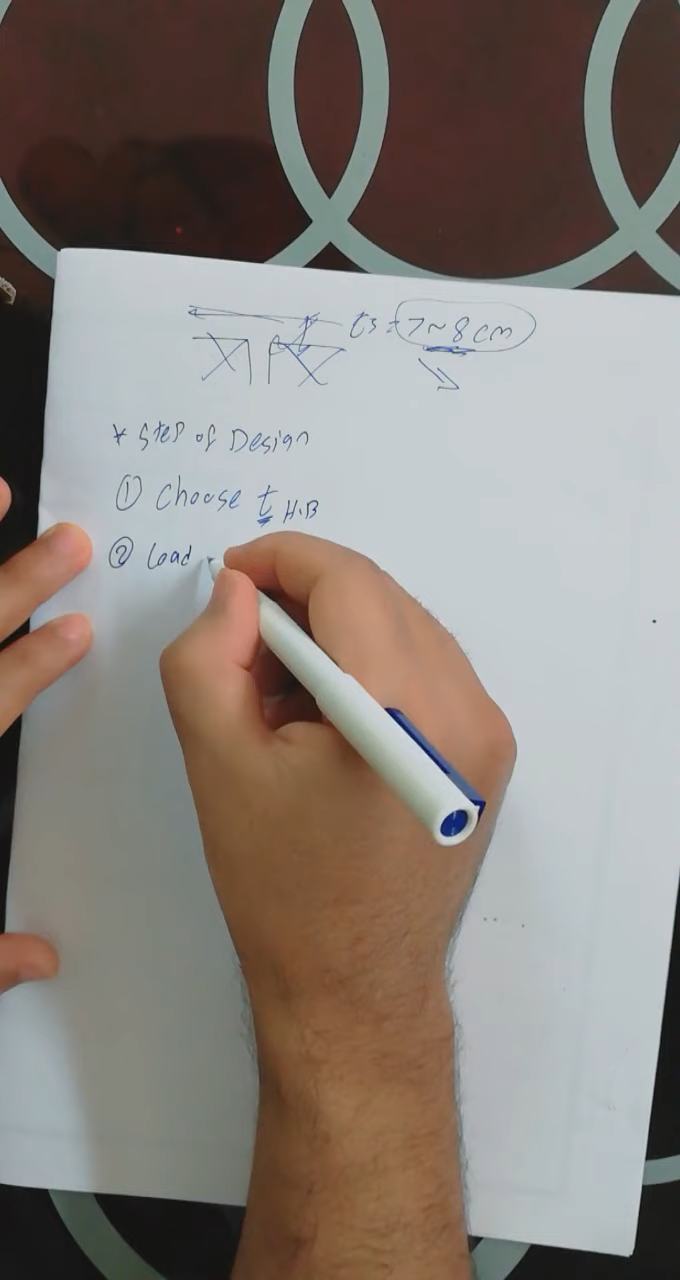 ts = 7~8 cm
* Step of Design
① Choose t H.B
② Load